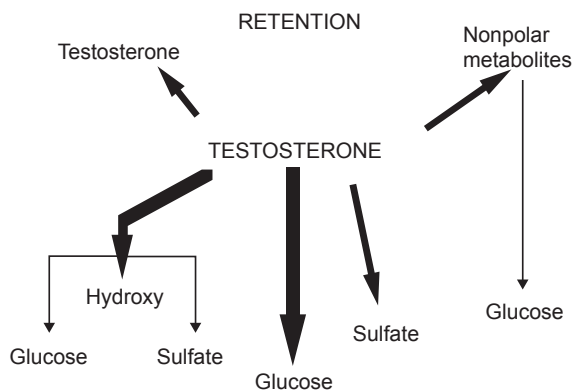 RETENTION
Testosterone
Nonpolar
metabolites
TESTOSTERONE
Hydroxy
Glucose
Sulfate
Glucose
Sulfate
Glucose